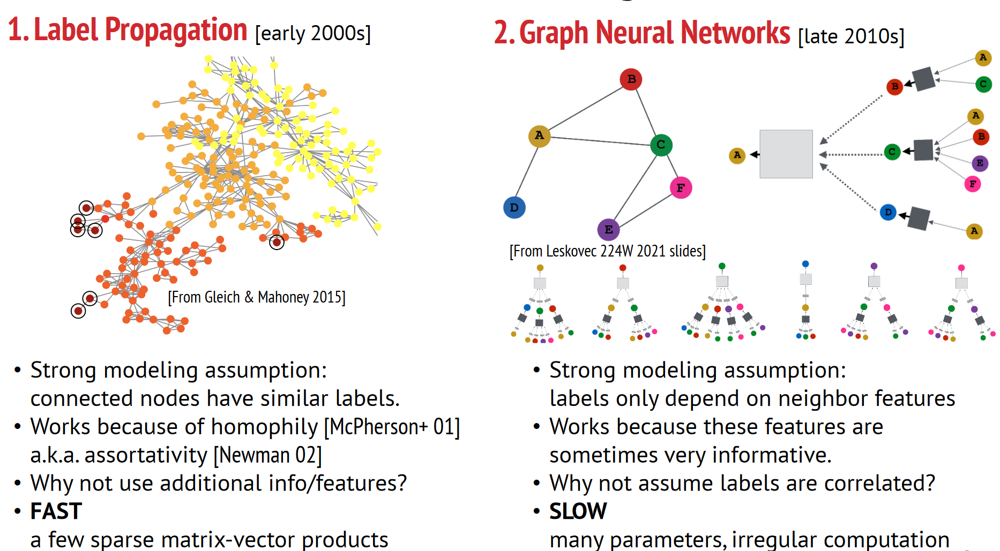 1. Label Propagation [early 2000s]
[From Gleich & Mahoney 2015]
• Strong modeling assumption:
connected nodes have similar labels.
• Works because of homophily [McPherson+ 01]
a.k.a. assortativity [Newman 02]
• Why not use additional info/features?
• FAST
a few sparse matrix-vector products
2. Graph Neural Networks [late 2010s]
B
A
C
F
D
E
A
B
A
C
C
A
B
E
F
D
A
[From Leskovec 224W 2021 slides]
• Strong modeling assumption:
labels only depend on neighbor features
• Works because these features are
sometimes very informative.
• Why not assume labels are correlated?
• SLOW
many parameters, irregular computation